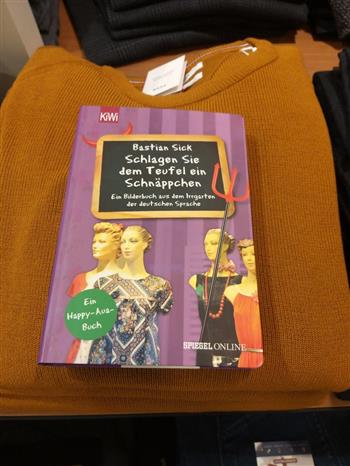 KiWi
Bastian Sick
Schlagen Sie
dem Teufel ein
Schnäppchen
Ein Bilderbuch aus dem Irrgarten
der deutschen Sprache
Ein
Happy-Aua-
Buch
SPIEGEL ONLINE